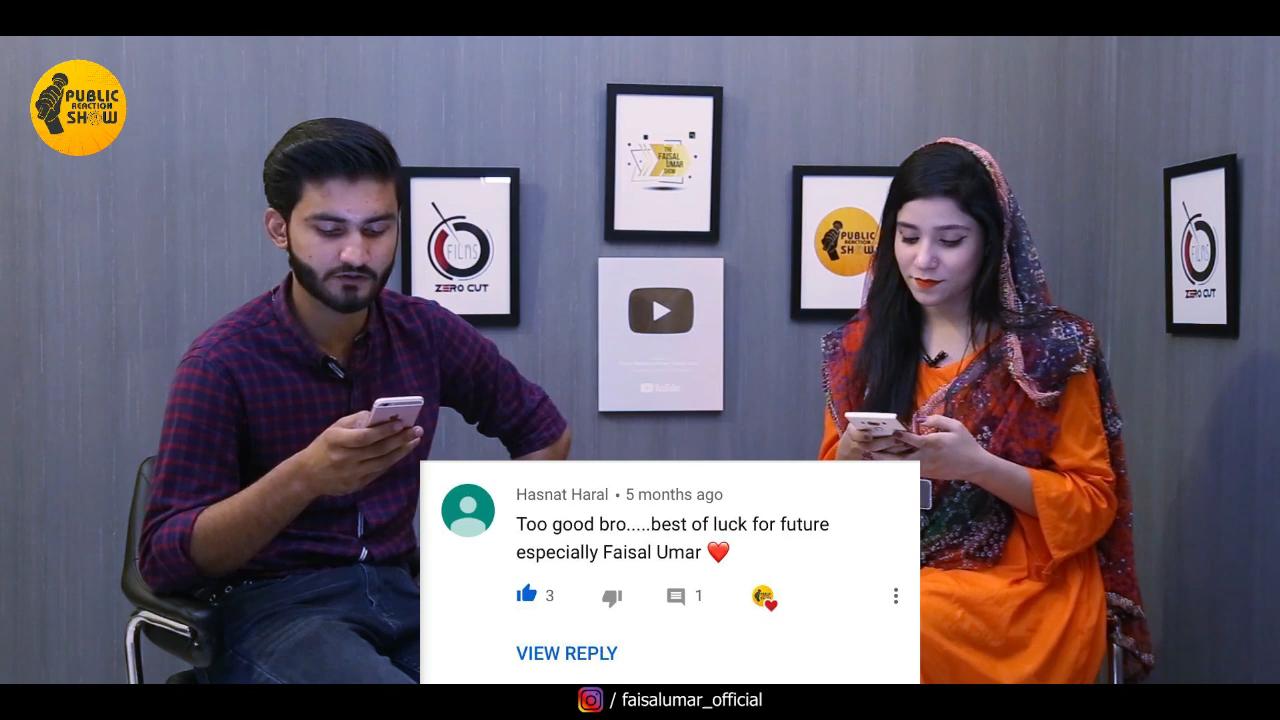 PUBLIC
REACTION
SHOW
THE
FAISAL
UMAR
SHOW
FILMS
ZERO CUT
PUBLIC
REACTION
SHOW
FILMS
ZERO CUT
YouTube
Hasnat Haral • 5 months ago
Too good bro.....best of luck for future
especially Faisal Umar ❤️
3
1
VIEW REPLY
/ faisalumar_official